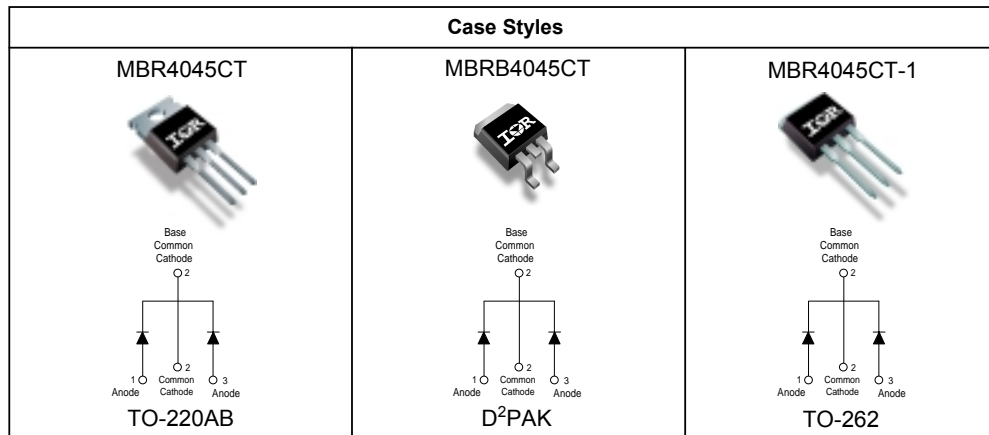 Case Styles
MBR4045CT
IOR
Base
Common
Cathode
2
2
1
Common
3
Anode
Cathode
Anode
TO-220AB
MBRB4045CT
IOR
Base
Common
Cathode
2
2
1
Common
3
Anode
Cathode
Anode
D²PAK
MBR4045CT-1
IOR
Base
Common
Cathode
2
2
1
Common
3
Anode
Cathode
Anode
TO-262